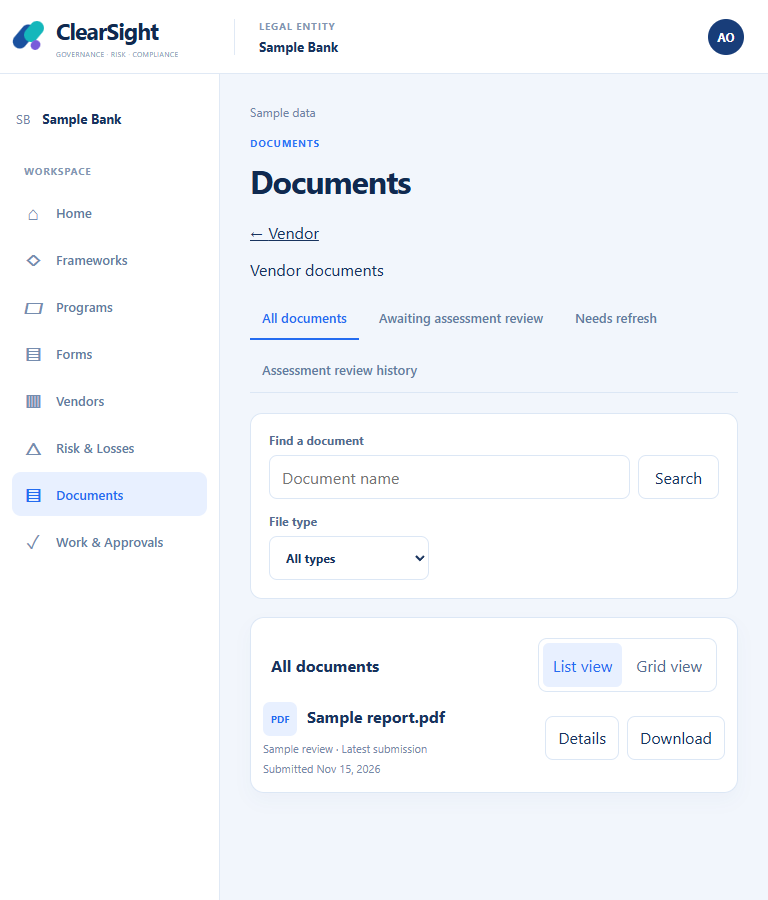 ClearSight
GOVERNANCE · RISK · COMPLIANCE
LEGAL ENTITY
Sample Bank
AO
SB Sample Bank
WORKSPACE
Home
Frameworks
Programs
Forms
Vendors
Risk & Losses
Documents
Work & Approvals
Sample data
DOCUMENTS
Documents
← Vendor
Vendor documents
All documents Awaiting assessment review Needs refresh
Assessment review history
Find a document
Document name Search
File type
All types
All documents List view Grid view
PDF Sample report.pdf
Sample review · Latest submission
Submitted Nov 15, 2026
Details Download